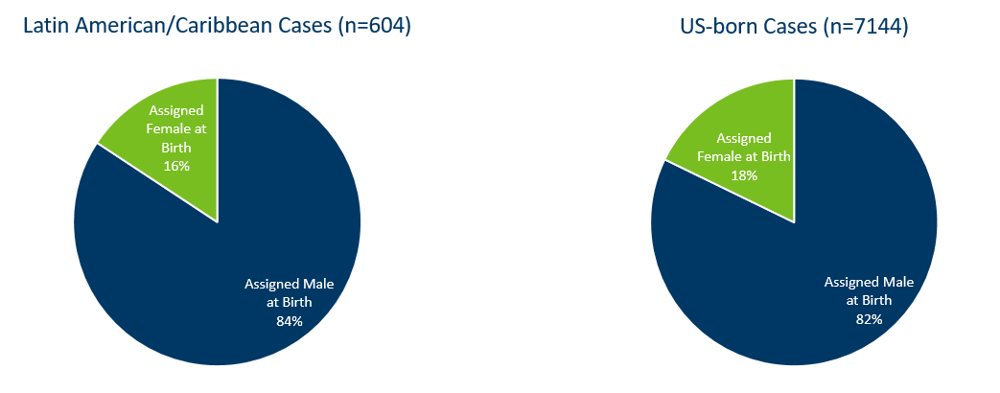 Latin American/Caribbean Cases (n=604)
Assigned
Female at
Birth
16%
Assigned Male
at Birth
84%
US-born Cases (n=7144)
Assigned
Female at Birth
18%
Assigned Male
at Birth
82%